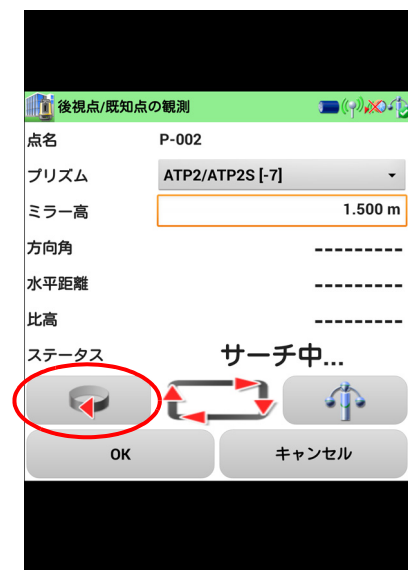 後視点/既知点の観測
点名 P-002
プリズム ATP2/ATP2S [-7]
ミラー高 1.500 m
方向角 ---------
水平距離 ---------
比高 ---------
ステータス サーチ中...
OK キャンセル